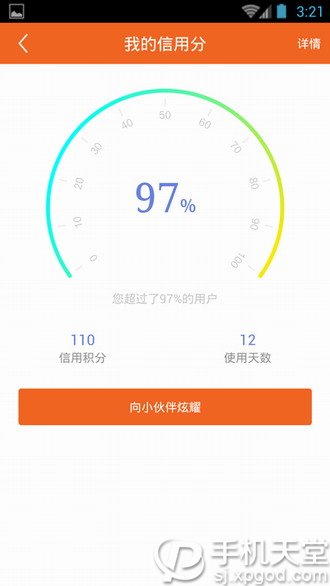 3:21
我的信用分
详情
0
10
20
30
40
50
60
70
80
90
100
97%
您超过了97%的用户
110
12
信用积分
使用天数
向小伙伴炫耀
手机天堂
sj.xpgod.com